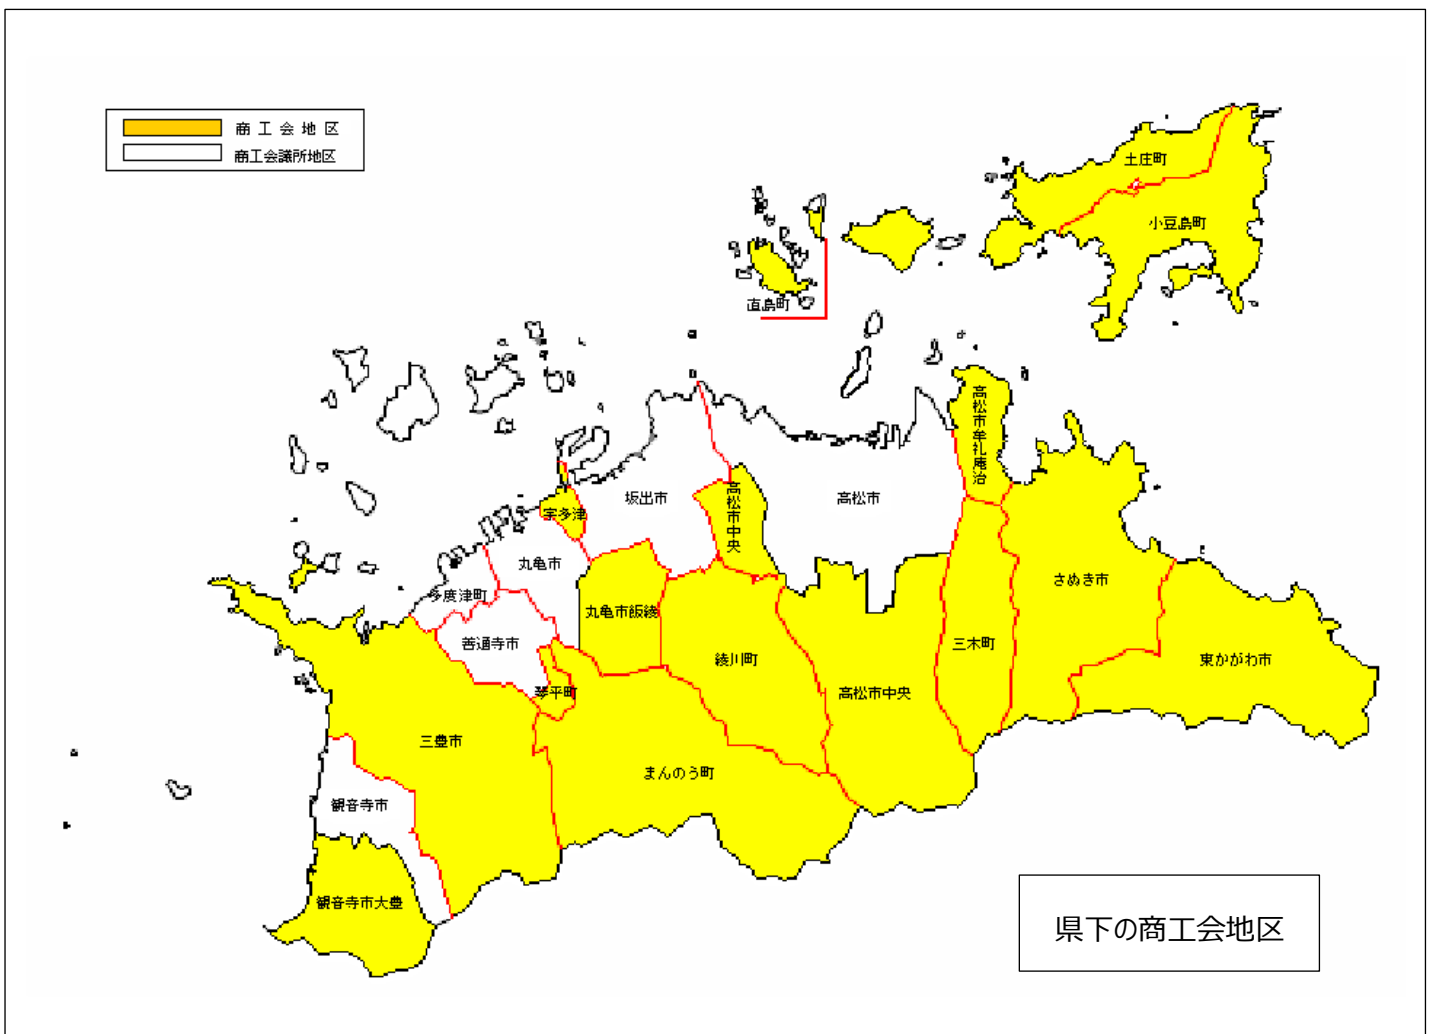 商工会地区
商工会議所地区
土庄町
小豆島町
直島町
高松市牟礼庵治
坂出市
高松市中央
高松市
宇多津
丸亀市
さぬき市
多度津町
丸亀市飯綾
善通寺市
三木町
綾川町
東かがわ市
琴平町
高松市中央
三豊市
まんのう町
観音寺市
観音寺市大豊
県下の商工会地区